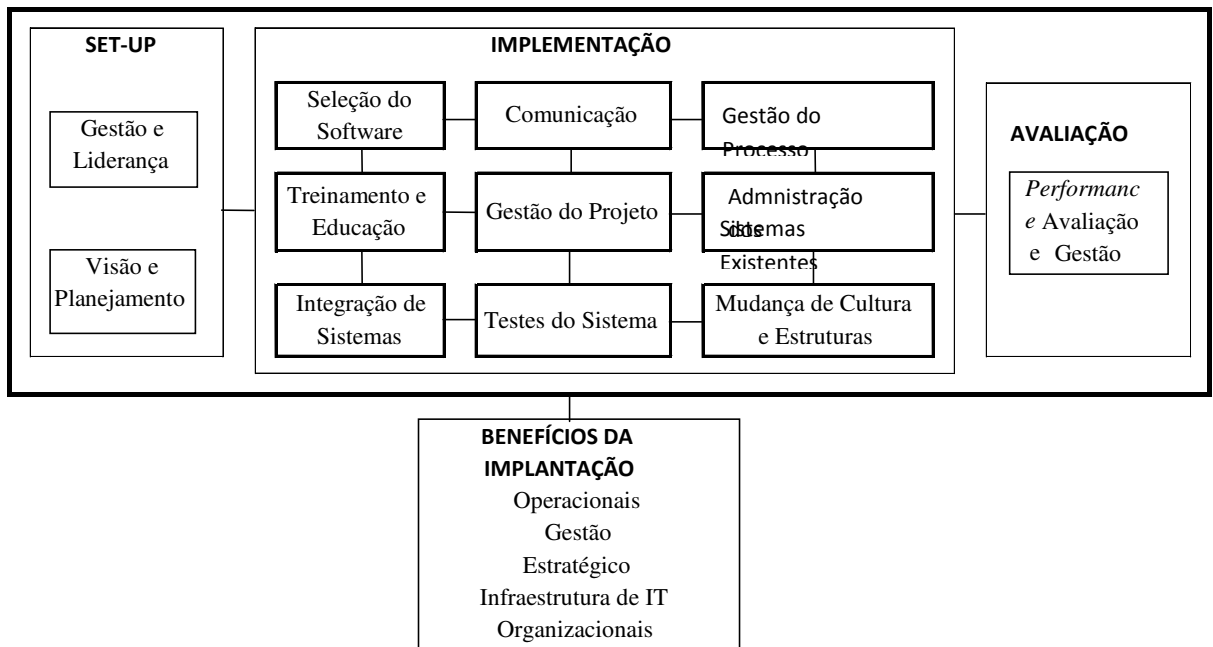 SET-UP
Gestão e
Liderança
Visão e
Planejamento
IMPLEMENTAÇÃO
Seleção do
Software
Comunicação
Gestão do
Processo
Treinamento e
Educação
Gestão do Projeto
Admnistração
dos
Sistemas
Existentes
Integração de
Sistemas
Testes do Sistema
Mudança de Cultura
e Estruturas
AVALIAÇÃO
Performanc
e Avaliação
e Gestão
BENEFÍCIOS DA
IMPLANTAÇÃO
Operacionais
Gestão
Estratégico
Infraestrutura de IT
Organizacionais